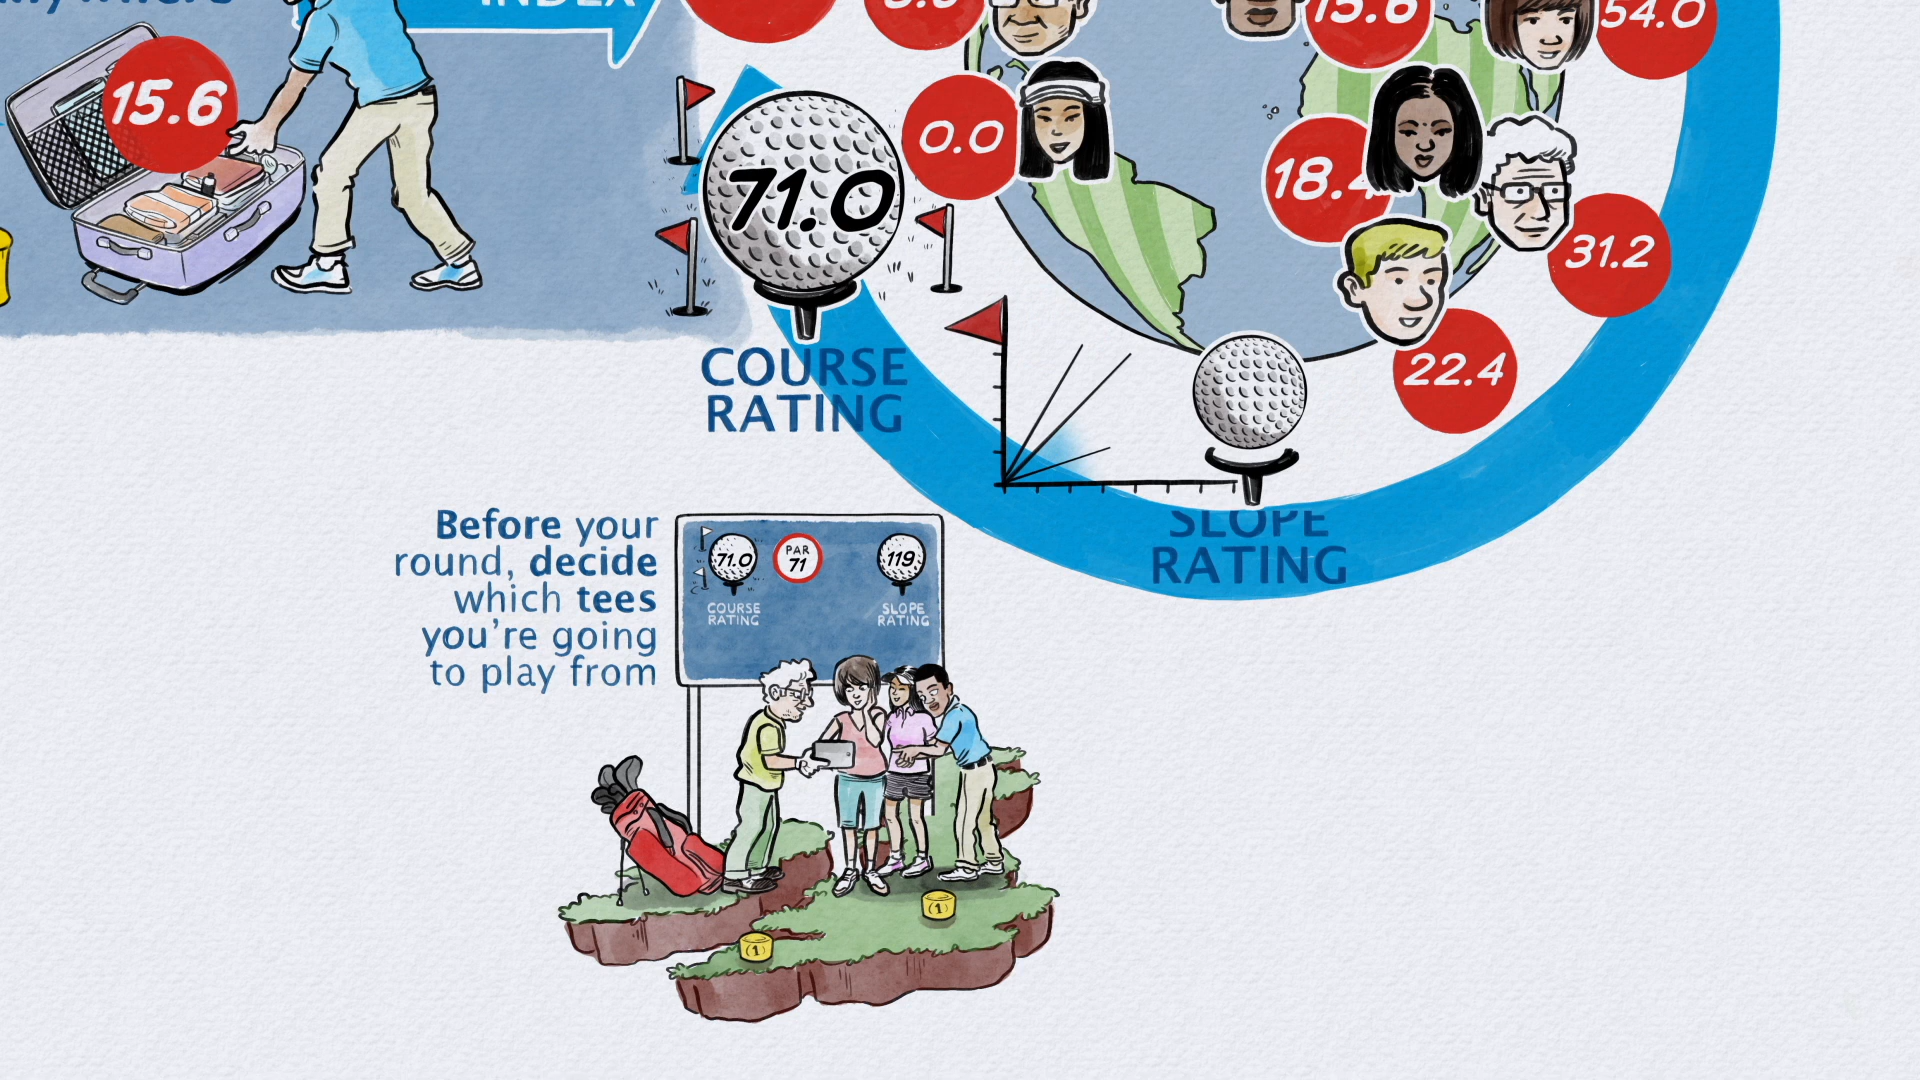 INDEX
15.6
54.0
15.6
0.0
71.0
18.4
31.2
22.4
COURSE
RATING
SLOPE
RATING
Before your
round, decide
which tees
you're going
to play from
71.0
PAR
71
119
COURSE
RATING
SLOPE
RATING
(1)
(1)